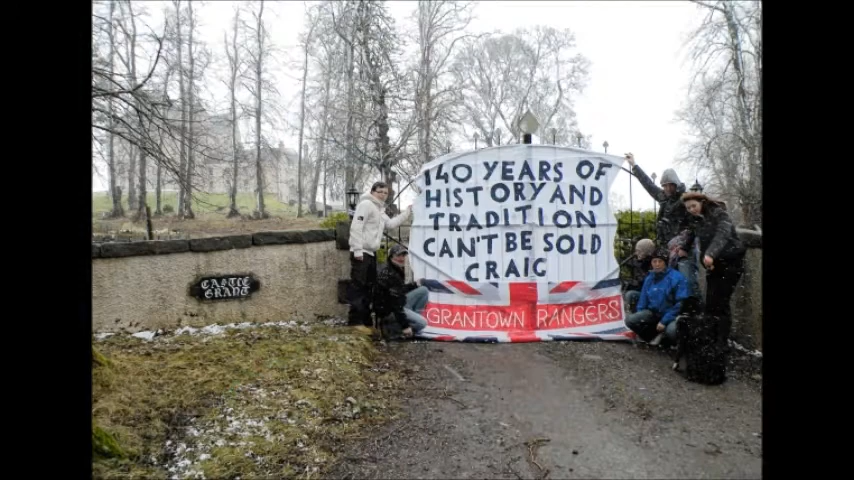 140 YEARS OF
HISTORY AND
TRADITION
CAN'T BE SOLD
CRAIG
GRANTOWN RANGERS
CASTLE
GRANT